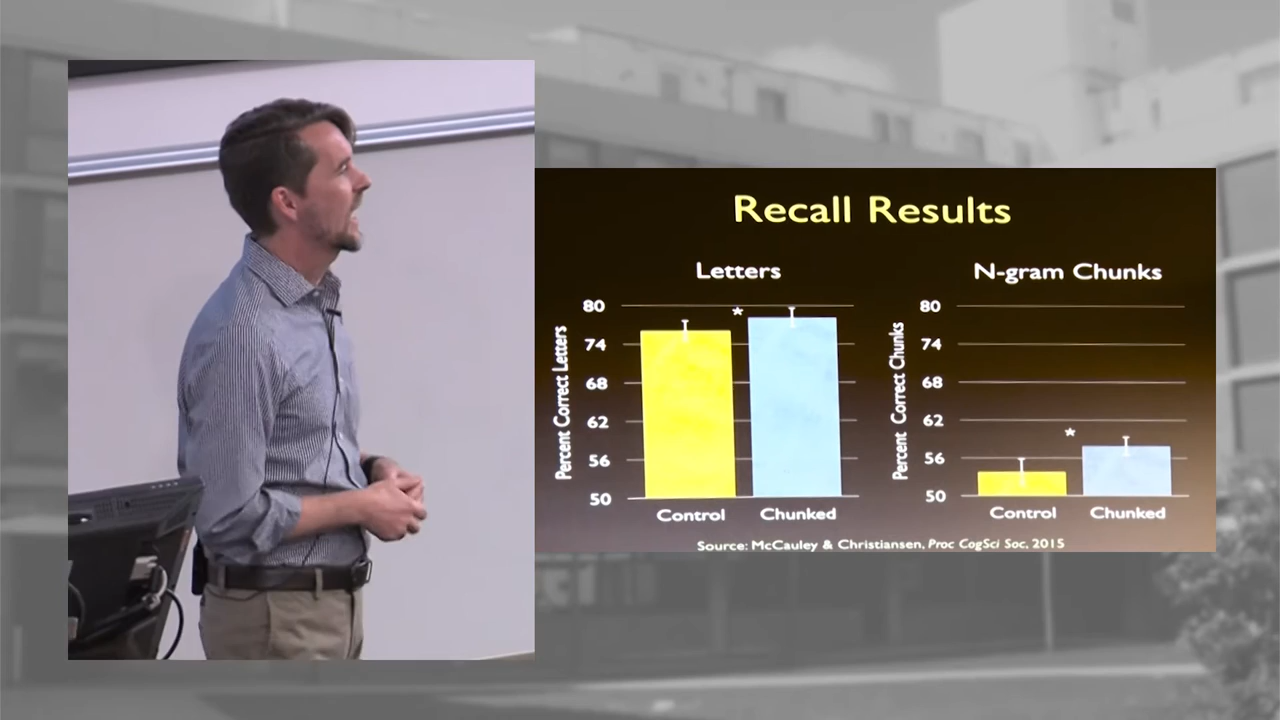 Recall Results
Letters
N-gram Chunks
Percent Correct Letters
80
74
68
62
56
50
*
Control
Chunked
Percent Correct Chunks
80
74
68
62
56
50
*
Control
Chunked
Source: McCauley & Christiansen, Proc CogSci Soc, 2015